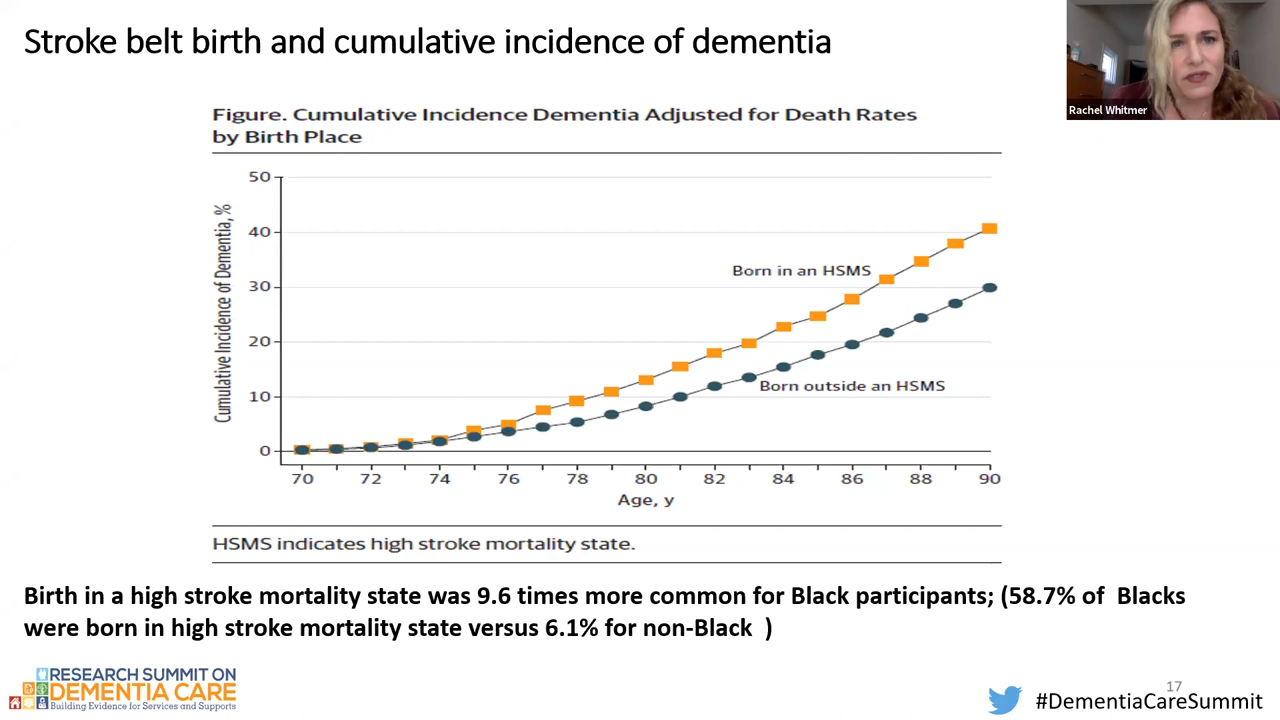 Stroke belt birth and cumulative incidence of dementia
Rachel Whitmer
Figure. Cumulative Incidence Dementia Adjusted for Death Rates
by Birth Place
Cumulative Incidence of Dementia, %
50
40
30
20
10
0
Born in an HSMS
Born outside an HSMS
70 72 74 76 78 80 82 84 86 88 90
Age, y
HSMS indicates high stroke mortality state.
Birth in a high stroke mortality state was 9.6 times more common for Black participants; (58.7% of Blacks
were born in high stroke mortality state versus 6.1% for non-Black )
RESEARCH SUMMIT ON
DEMENTIA CARE
Building Evidence for Services and Supports
17
#DementiaCareSummit